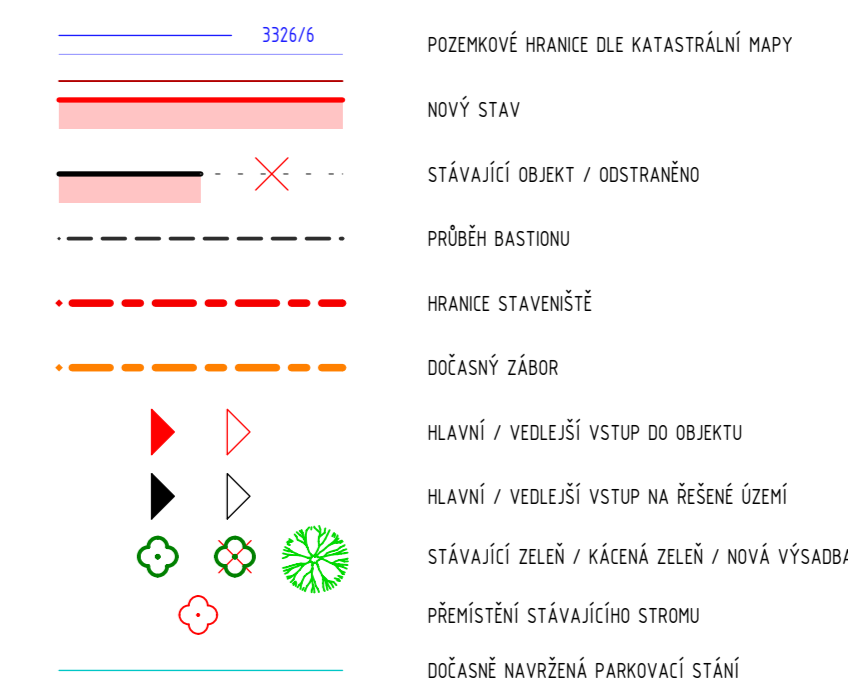 3326/6
POZEMKOVÉ HRANICE DLE KATASTRÁLNÍ MAPY
NOVÝ STAV
STÁVAJÍCÍ OBJEKT / ODSTRANĚNO
PRŮBĚH BASTIONU
HRANICE STAVENIŠTĚ
DOČASNÝ ZÁBOR
HLAVNÍ / VEDLEJŠÍ VSTUP DO OBJEKTU
HLAVNÍ / VEDLEJŠÍ VSTUP NA ŘEŠENÉ ÚZEMÍ
STÁVAJÍCÍ ZELEŇ / KÁCENÁ ZELEŇ / NOVÁ VÝSADBA
PŘEMÍSTĚNÍ STÁVAJÍCÍHO STROMU
DOČASNĚ NAVRŽENÁ PARKOVACÍ STÁNÍ